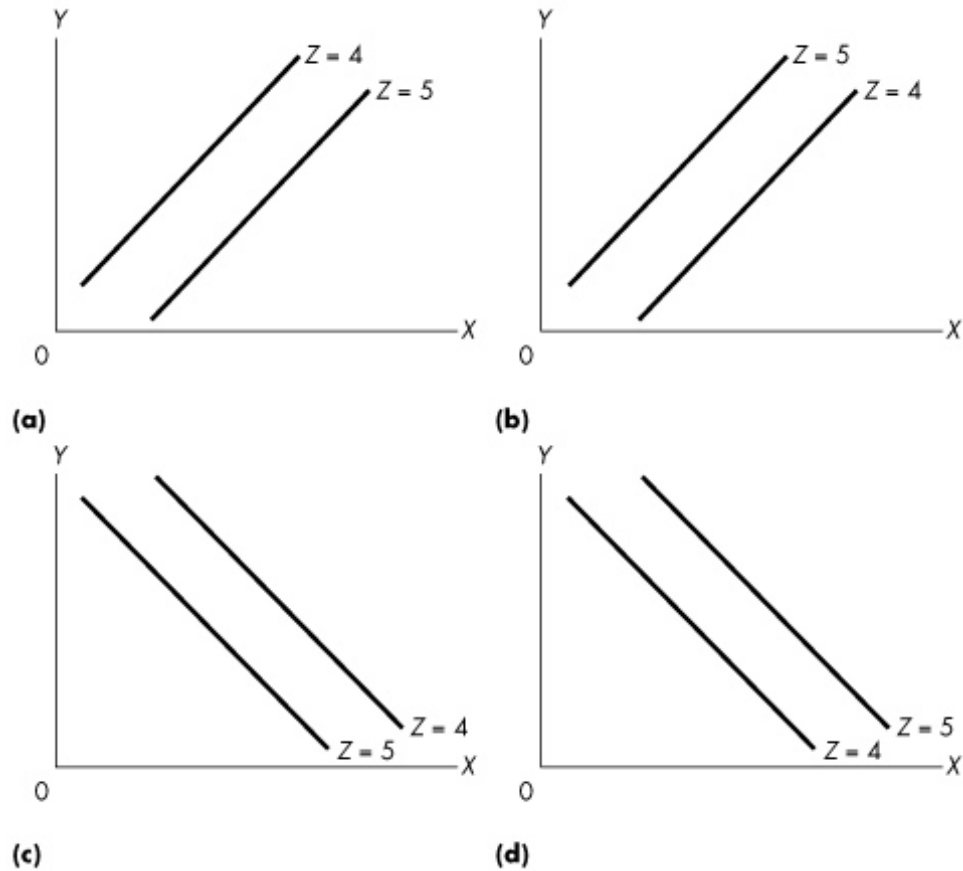 Y
Z = 4
Z = 5
X
0
(a)
Y
Z = 5
Z = 4
X
0
(b)
Y
Z = 4
Z = 5
X
0
(c)
Y
Z = 5
Z = 4
X
0
(d)